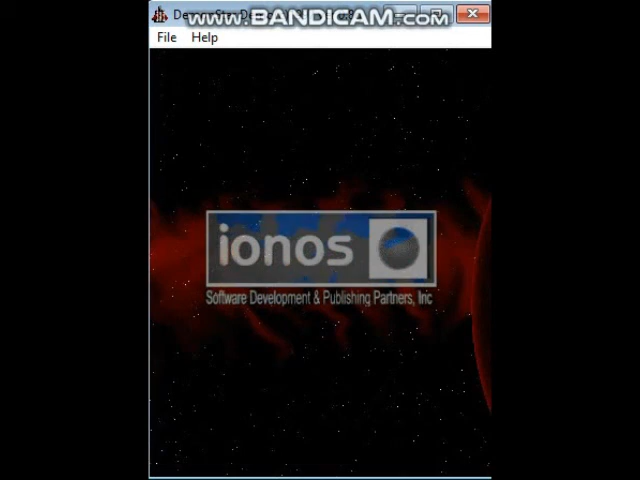 www.BANDICAM.com
File Help
ionos
Software Development & Publishing Partners, Inc